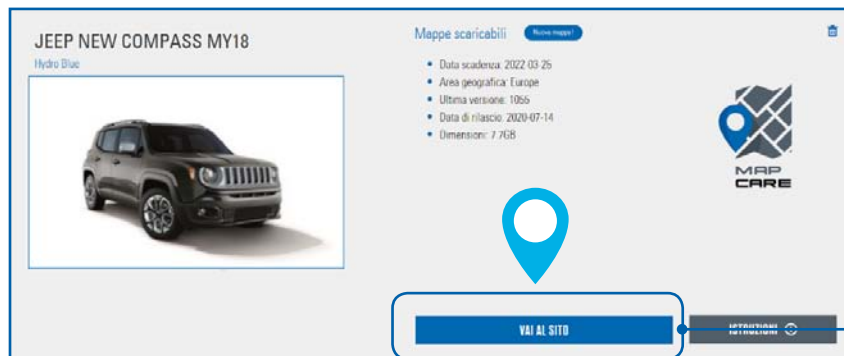 JEEP NEW COMPASS MY18
Hydro Blue
Mappe scaricabili
Nuove mappe!
Data scadenza: 2022-03-25
Area geografica: Europe
Ultima versione: 1055
Data di rilascio: 2020-07-14
Dimensioni: 7.7GB
MAP
CARE
VAI AL SITO
ISTRUZIONI